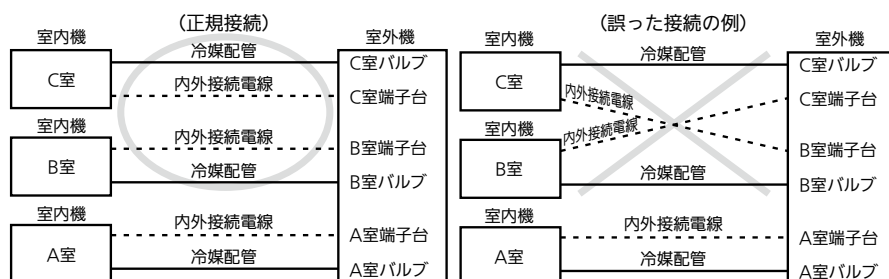 （正規接続）
室内機
室外機
冷媒配管
C室バルブ
C室
内外接続電線
C室端子台
室内機
内外接続電線
B室端子台
B室
冷媒配管
B室バルブ
室内機
内外接続電線
A室端子台
A室
冷媒配管
A室バルブ
（誤った接続の例）
室内機
室外機
冷媒配管
C室バルブ
C室
内外接続電線
C室端子台
室内機
内外接続電線
B室端子台
B室
冷媒配管
B室バルブ
室内機
内外接続電線
A室端子台
A室
冷媒配管
A室バルブ